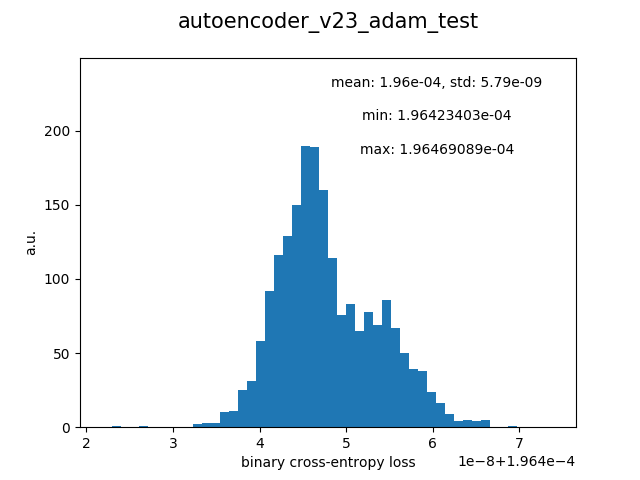 autoencoder_v23_adam_test
mean: 1.96e-04, std: 5.79e-09
min: 1.96423403e-04
max: 1.96469089e-04
a.u.
200
150
100
50
0
2 3 4 5 6 7
binary cross-entropy loss
1e−8+1.964e−4